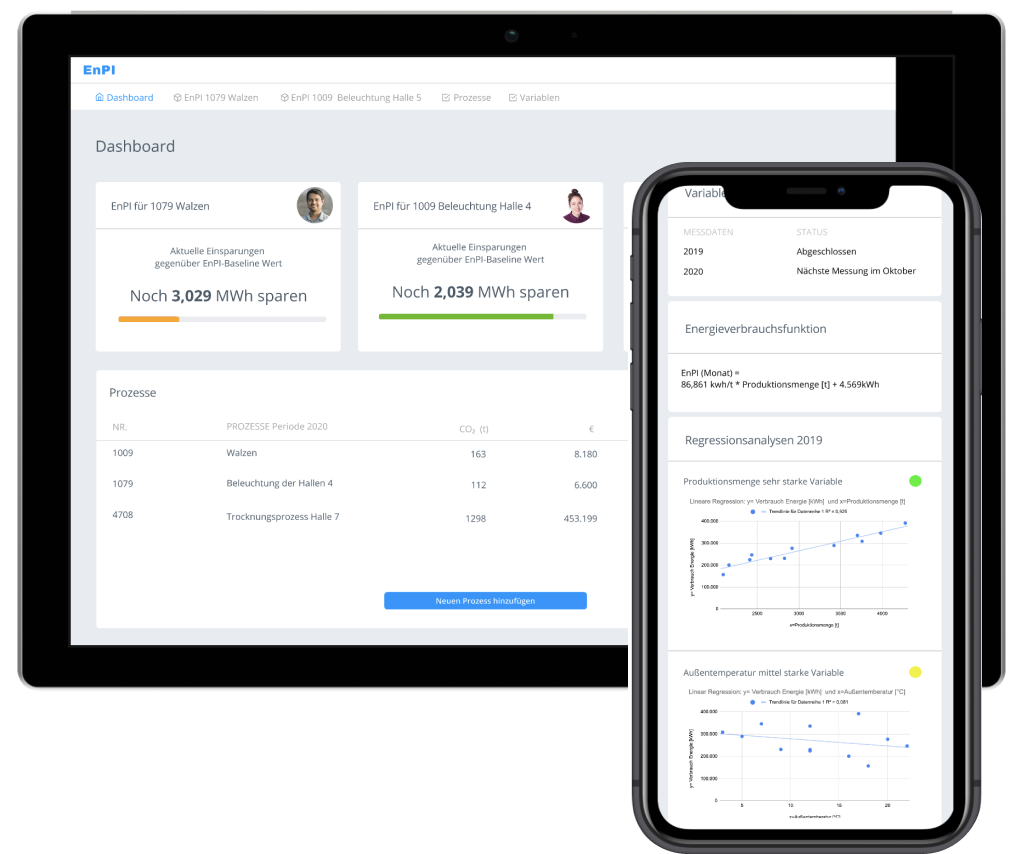 EnPI
Dashboard EnPI 1079 Walzen EnPI 1009 Beleuchtung Halle 5 Prozesse Variablen
Dashboard
EnPI für 1079 Walzen
Aktuelle Einsparungen
gegenüber EnPI-Baseline Wert
Noch 3,029 MWh sparen
EnPI für 1009 Beleuchtung Halle 4
Aktuelle Einsparungen
gegenüber EnPI-Baseline Wert
Noch 2,039 MWh sparen
Prozesse
NR. PROZESSE Periode 2020 CO₂ (t) €
1009 Walzen 163 8.180
1079 Beleuchtung der Hallen 4 112 6.600
4708 Trocknungsprozess Halle 7 1298 453.199
Neuen Prozess hinzufügen
Variable
MESSDATEN STATUS
2019 Abgeschlossen
2020 Nächste Messung im Oktober
Energieverbrauchsfunktion
EnPI (Monat) =
86,861 kwh/t * Produktionsmenge [t] + 4.569kWh
Regressionsanalysen 2019
Produktionsmenge sehr starke Variable
Lineare Regression: y= Verbrauch Energie [kWh] und x=Produktionsmenge [t]
Trendlinie für Datenreihe 1 R² = 0,926
y= Verbrauch Energie [kWh]
400.000
300.000
200.000
100.000
0
2500 3000 3500 4000
x=Produktionsmenge [t]
Außentemperatur mittel starke Variable
Linear Regression: y= Verbrauch Energie [kWh] und x=Außentemberatur [°C]
Trendlinie für Datenreihe 1 R² = 0,081
y= Verbrauch Energie [kWh]
400.000
300.000
200.000
100.000
0
5 10 15 20
x=Außentemberatur [°C]